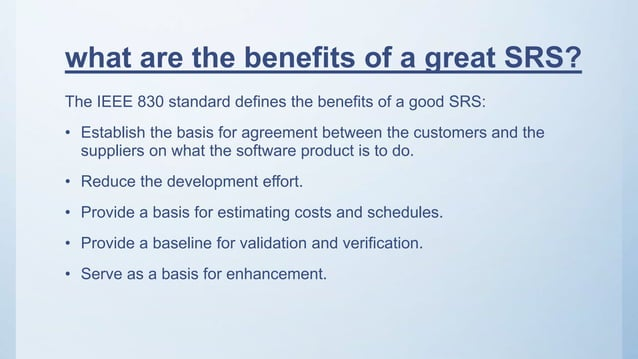 what are the benefits of a great SRS?
The IEEE 830 standard defines the benefits of a good SRS:
• Establish the basis for agreement between the customers and the
suppliers on what the software product is to do.
• Reduce the development effort.
• Provide a basis for estimating costs and schedules.
• Provide a baseline for validation and verification.
• Serve as a basis for enhancement.